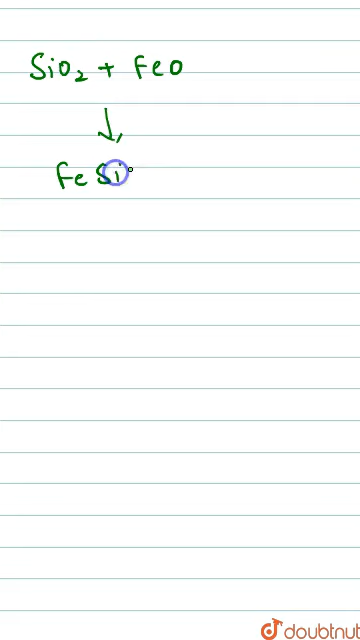 SiO₂ + FeO
↓
FeSi
doubtnut